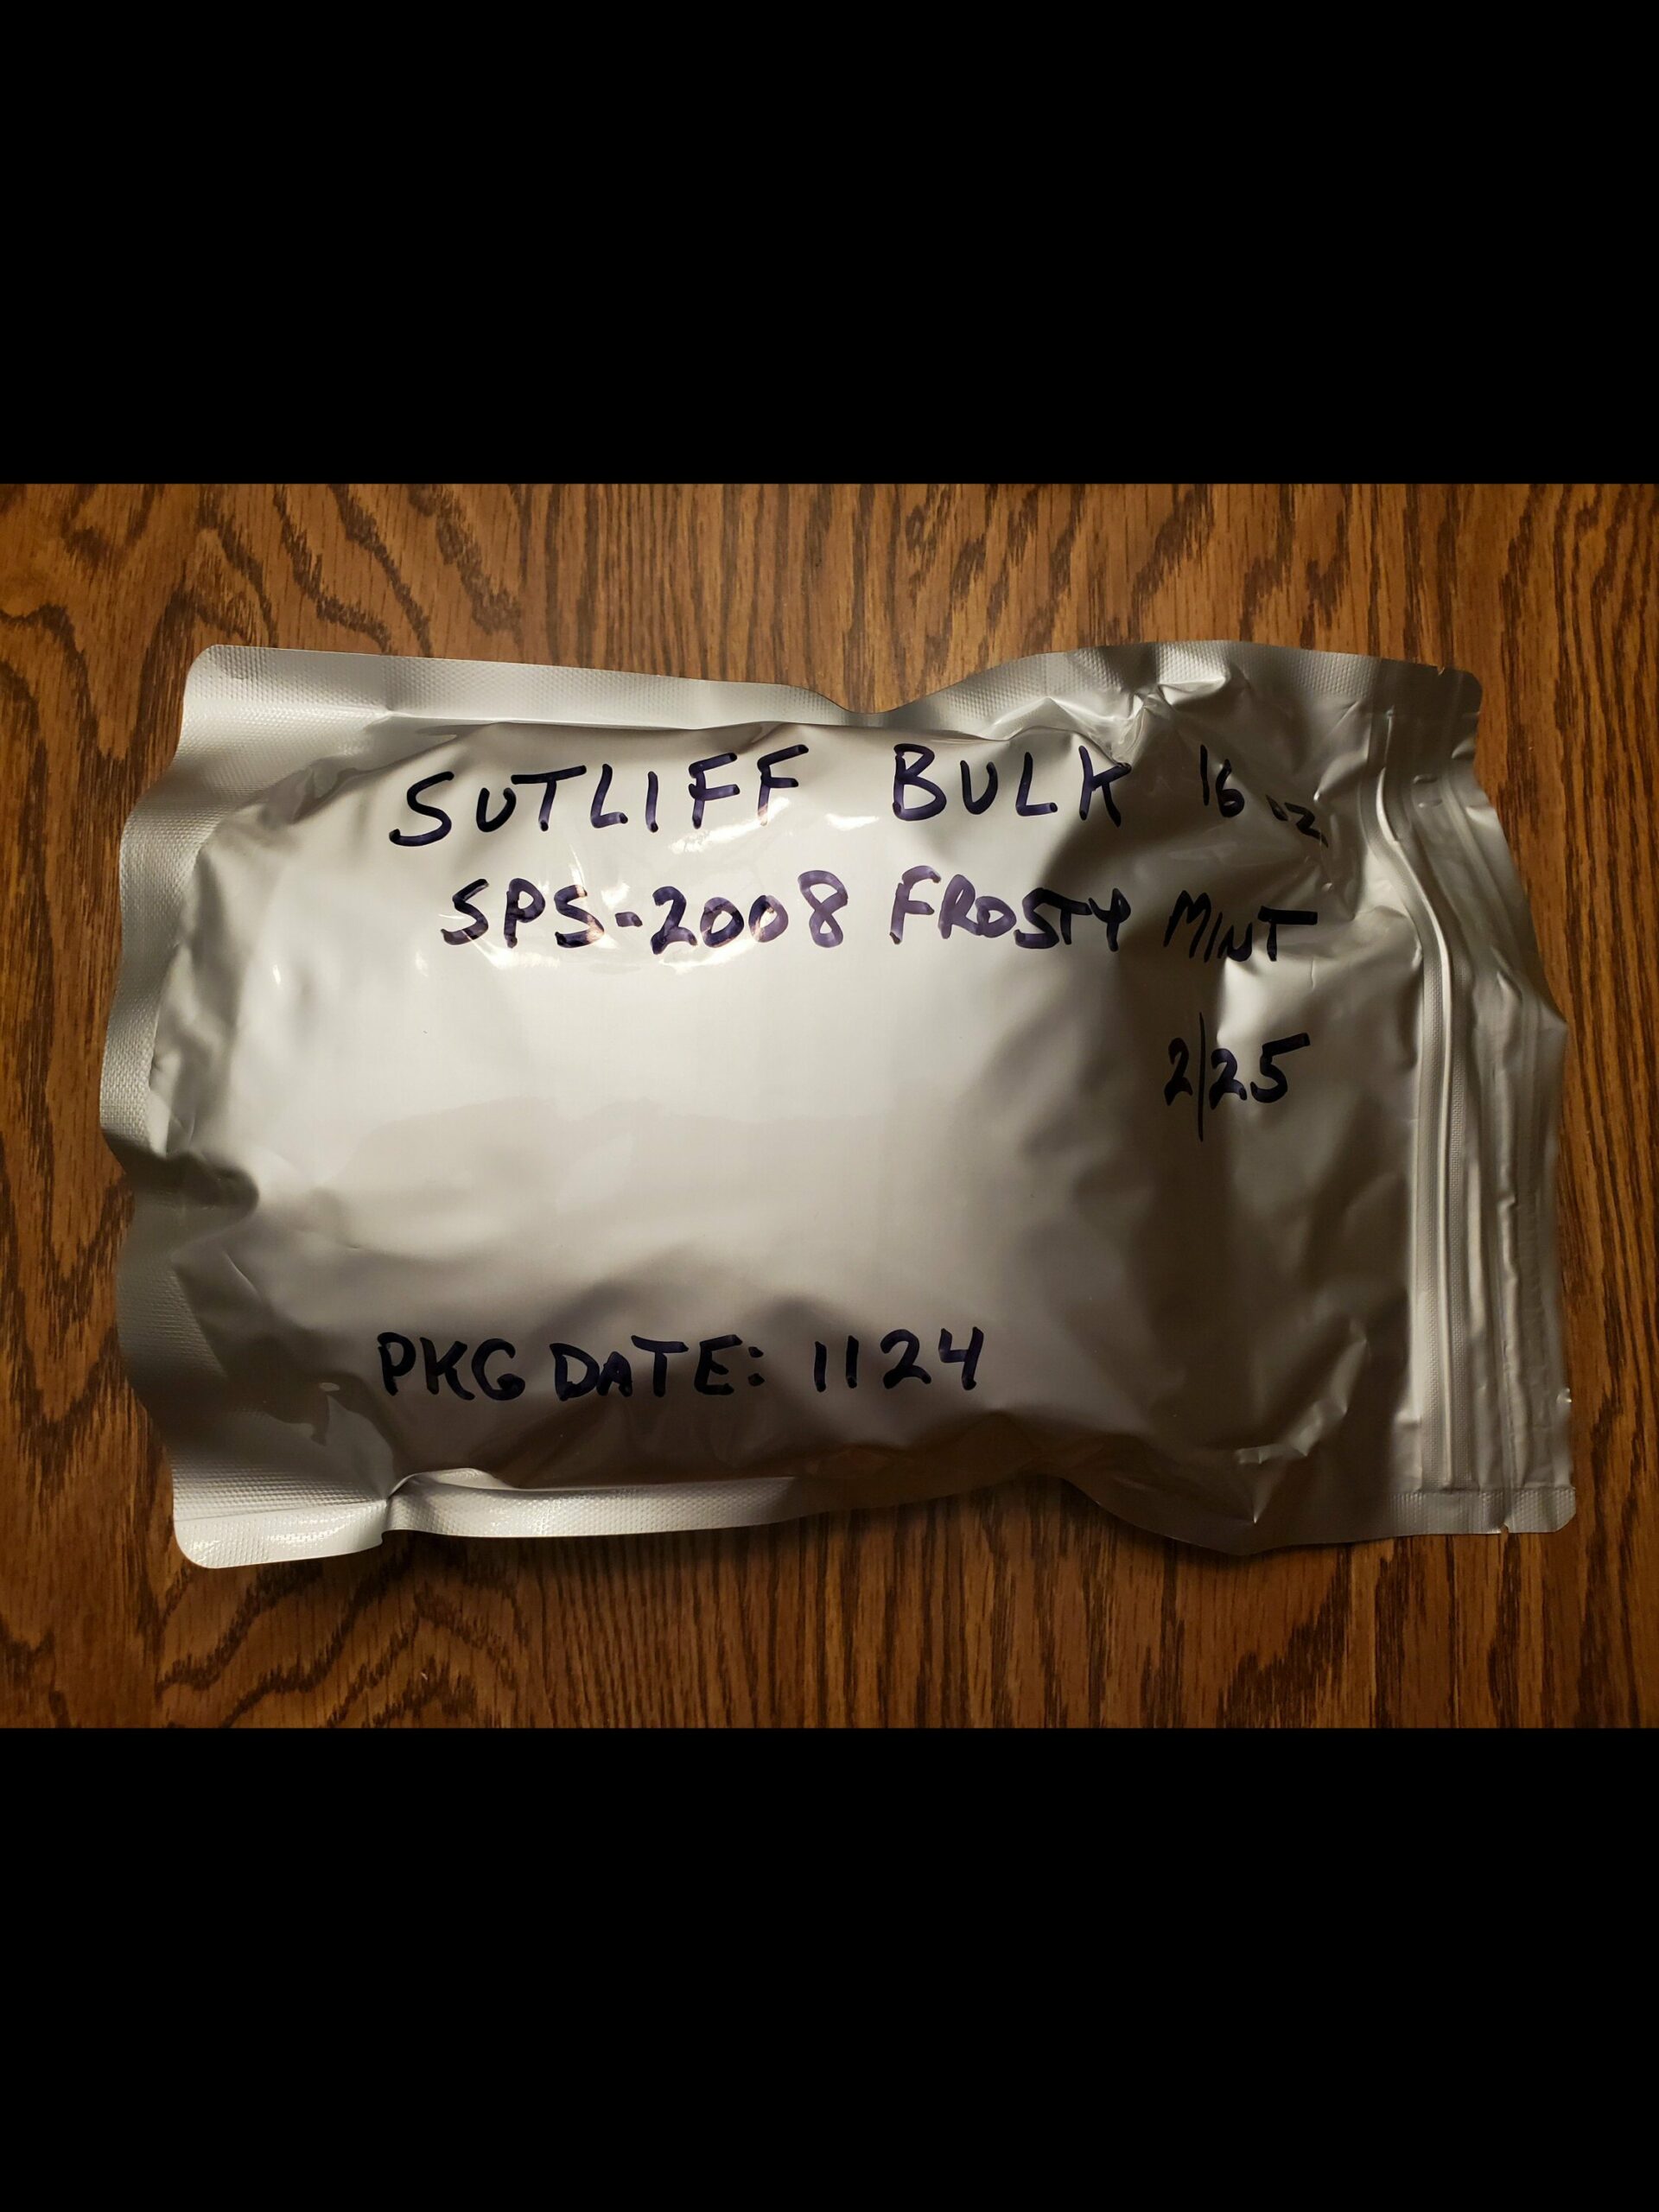 SUTLIFF BULK 16 OZ.
SPS-2008 FROSTY MINT
2/25
PKG DATE: 1124